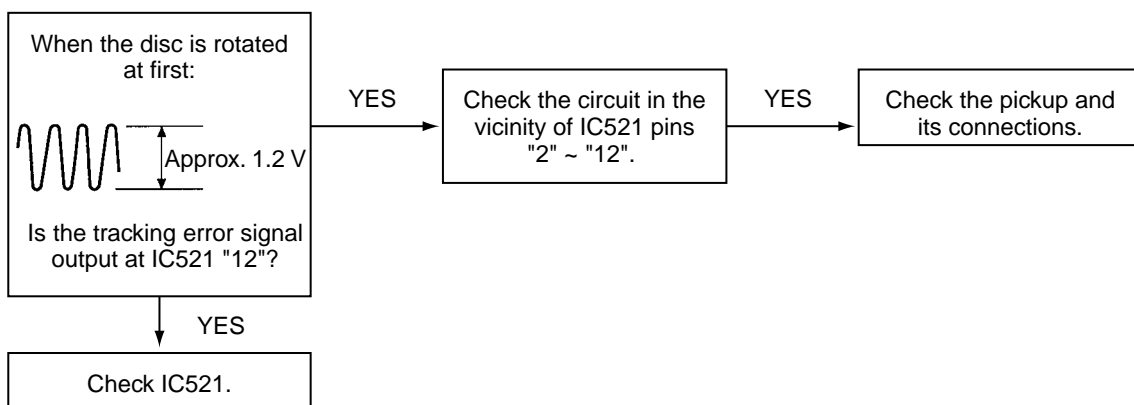 When the disc is rotated
at first:
Approx. 1.2 V
Is the tracking error signal
output at IC521 "12"?
YES
Check the circuit in the
vicinity of IC521 pins
"2" ~ "12".
YES
Check the pickup and
its connections.
YES
Check IC521.